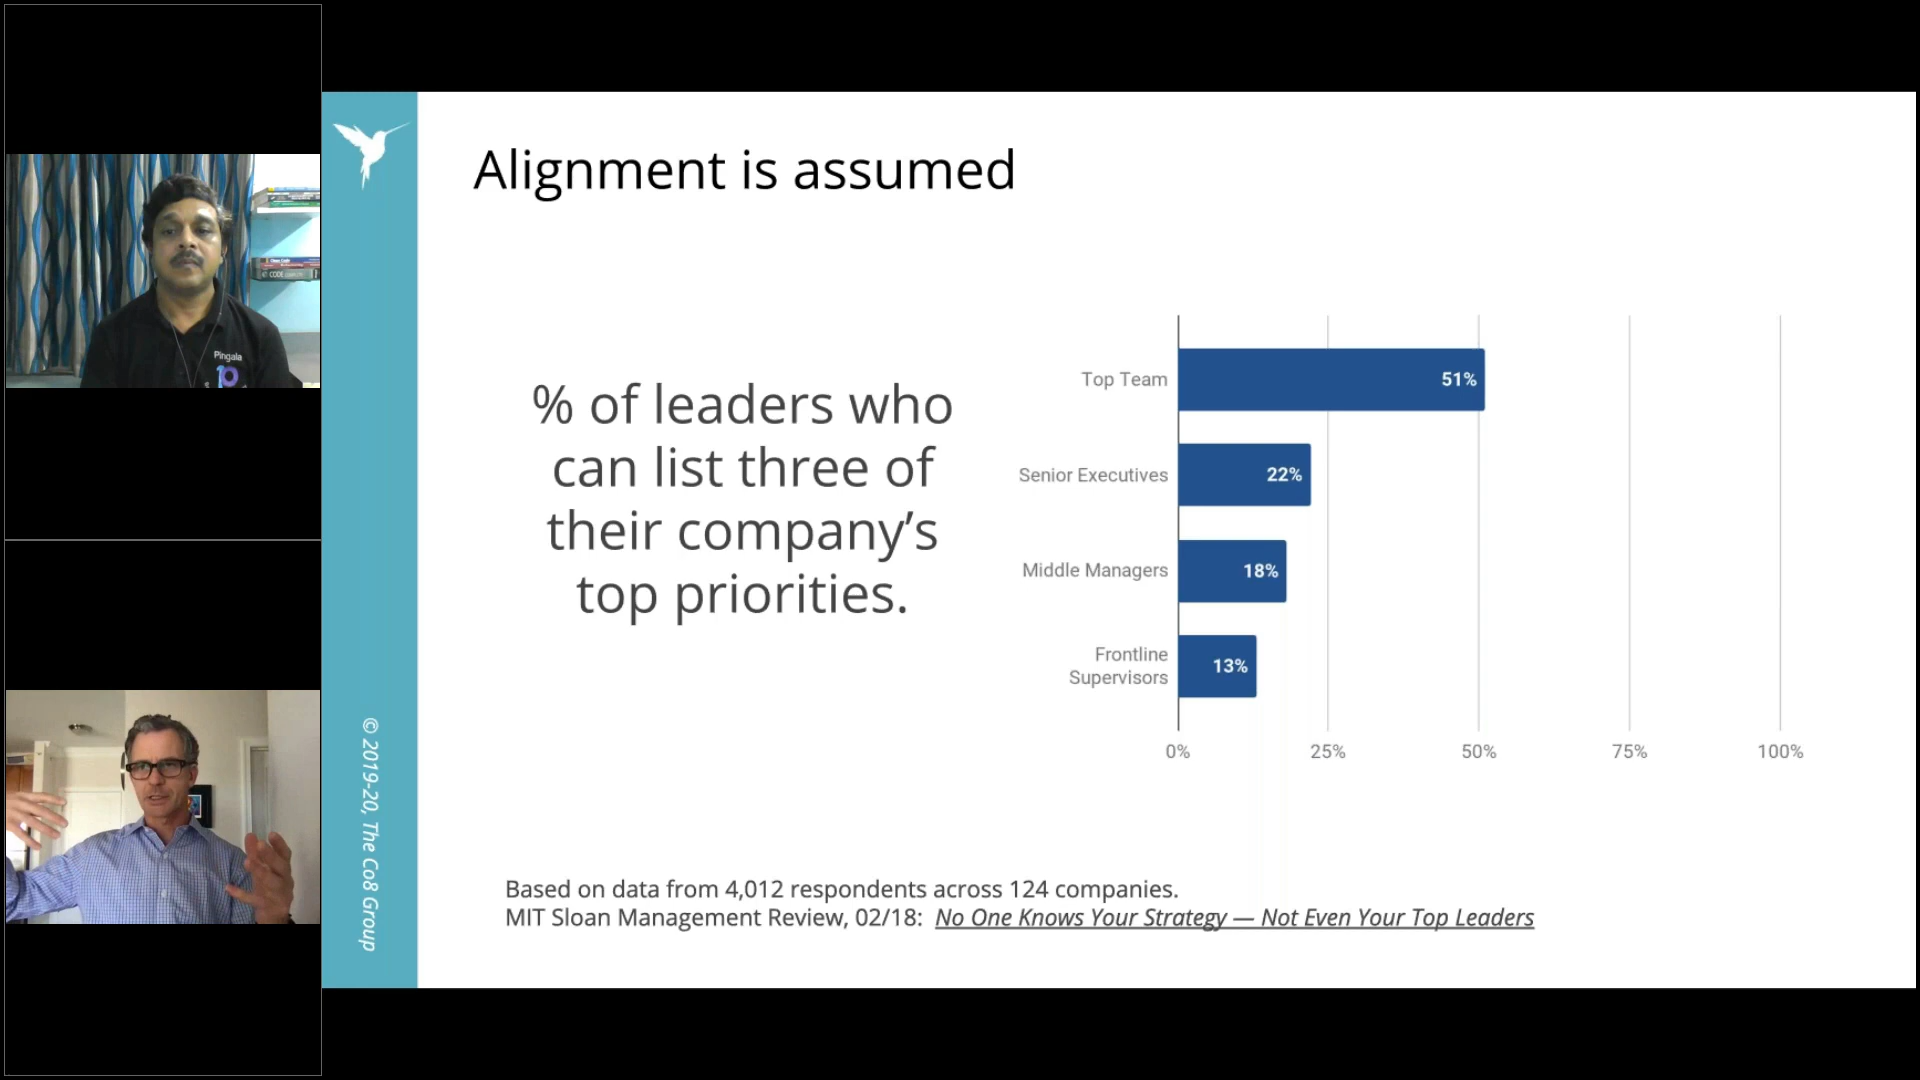 Alignment is assumed
% of leaders who
can list three of
their company’s
top priorities.
Top Team
51%
Senior Executives
22%
Middle Managers
18%
Frontline
Supervisors
13%
0% 25% 50% 75% 100%
Based on data from 4,012 respondents across 124 companies.
MIT Sloan Management Review, 02/18: No One Knows Your Strategy — Not Even Your Top Leaders
© 2019-20, The Co8 Group
Pingala
CODE